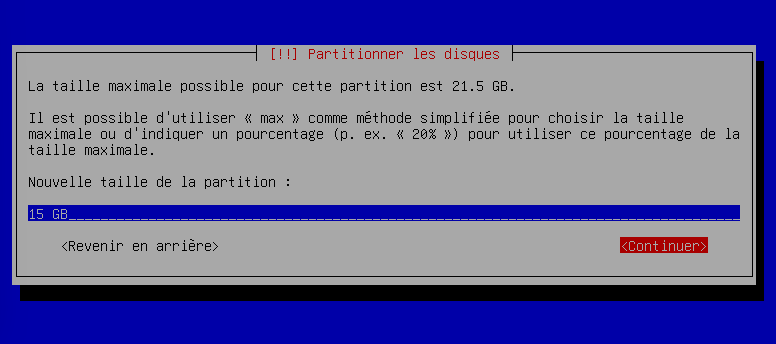 [!!] Partitionner les disques
La taille maximale possible pour cette partition est 21.5 GB.
Il est possible d'utiliser « max » comme méthode simplifiée pour choisir la taille
maximale ou d'indiquer un pourcentage (p. ex. « 20% ») pour utiliser ce pourcentage de la
taille maximale.
Nouvelle taille de la partition :
15 GB
<Revenir en arrière> <Continuer>